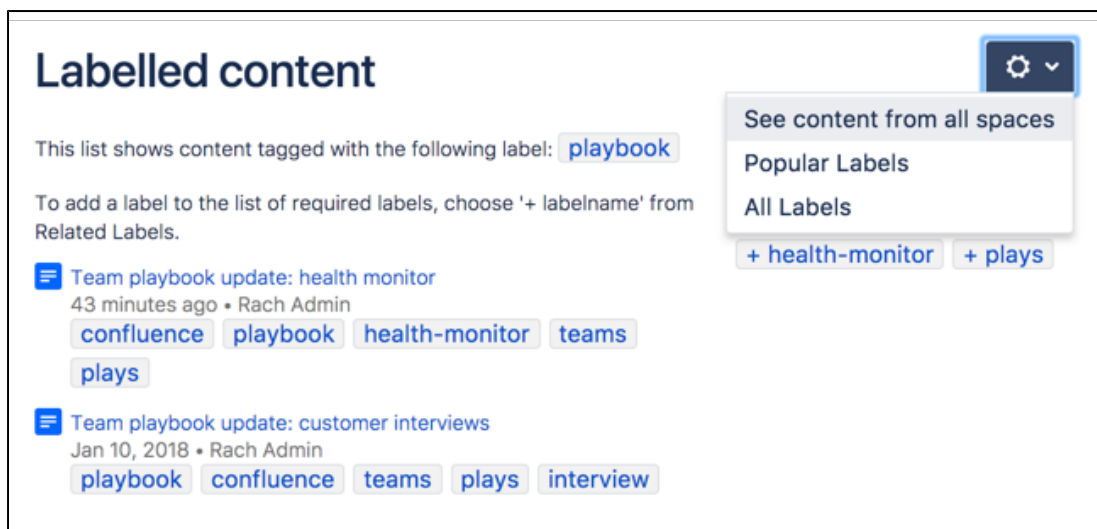 Labelled content
See content from all spaces
Popular Labels
All Labels
This list shows content tagged with the following label: playbook
To add a label to the list of required labels, choose '+ labelname' from
Related Labels.
+ health-monitor + plays
Team playbook update: health monitor
43 minutes ago • Rach Admin
confluence playbook health-monitor teams
plays
Team playbook update: customer interviews
Jan 10, 2018 • Rach Admin
playbook confluence teams plays interview